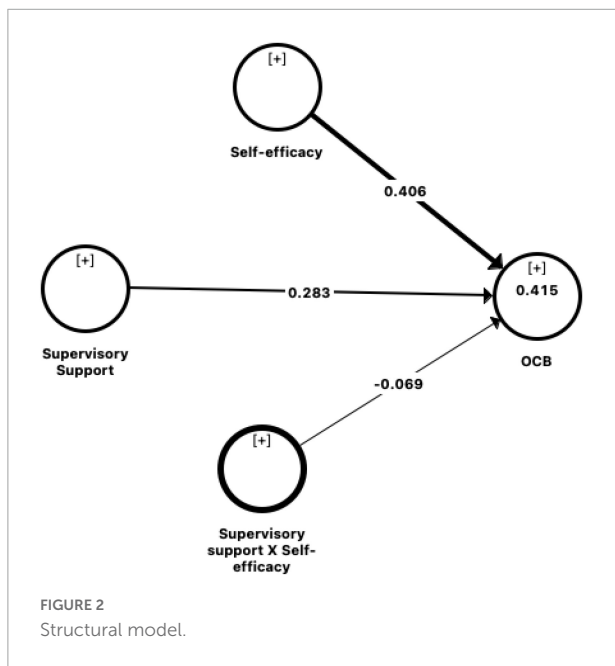 [+]
Self-efficacy
0.406
[+]
[+]
0.415
0.283
Supervisory
Support
OCB
-0.069
[+]
Supervisory
support X Self-
efficacy
FIGURE 2
Structural model.